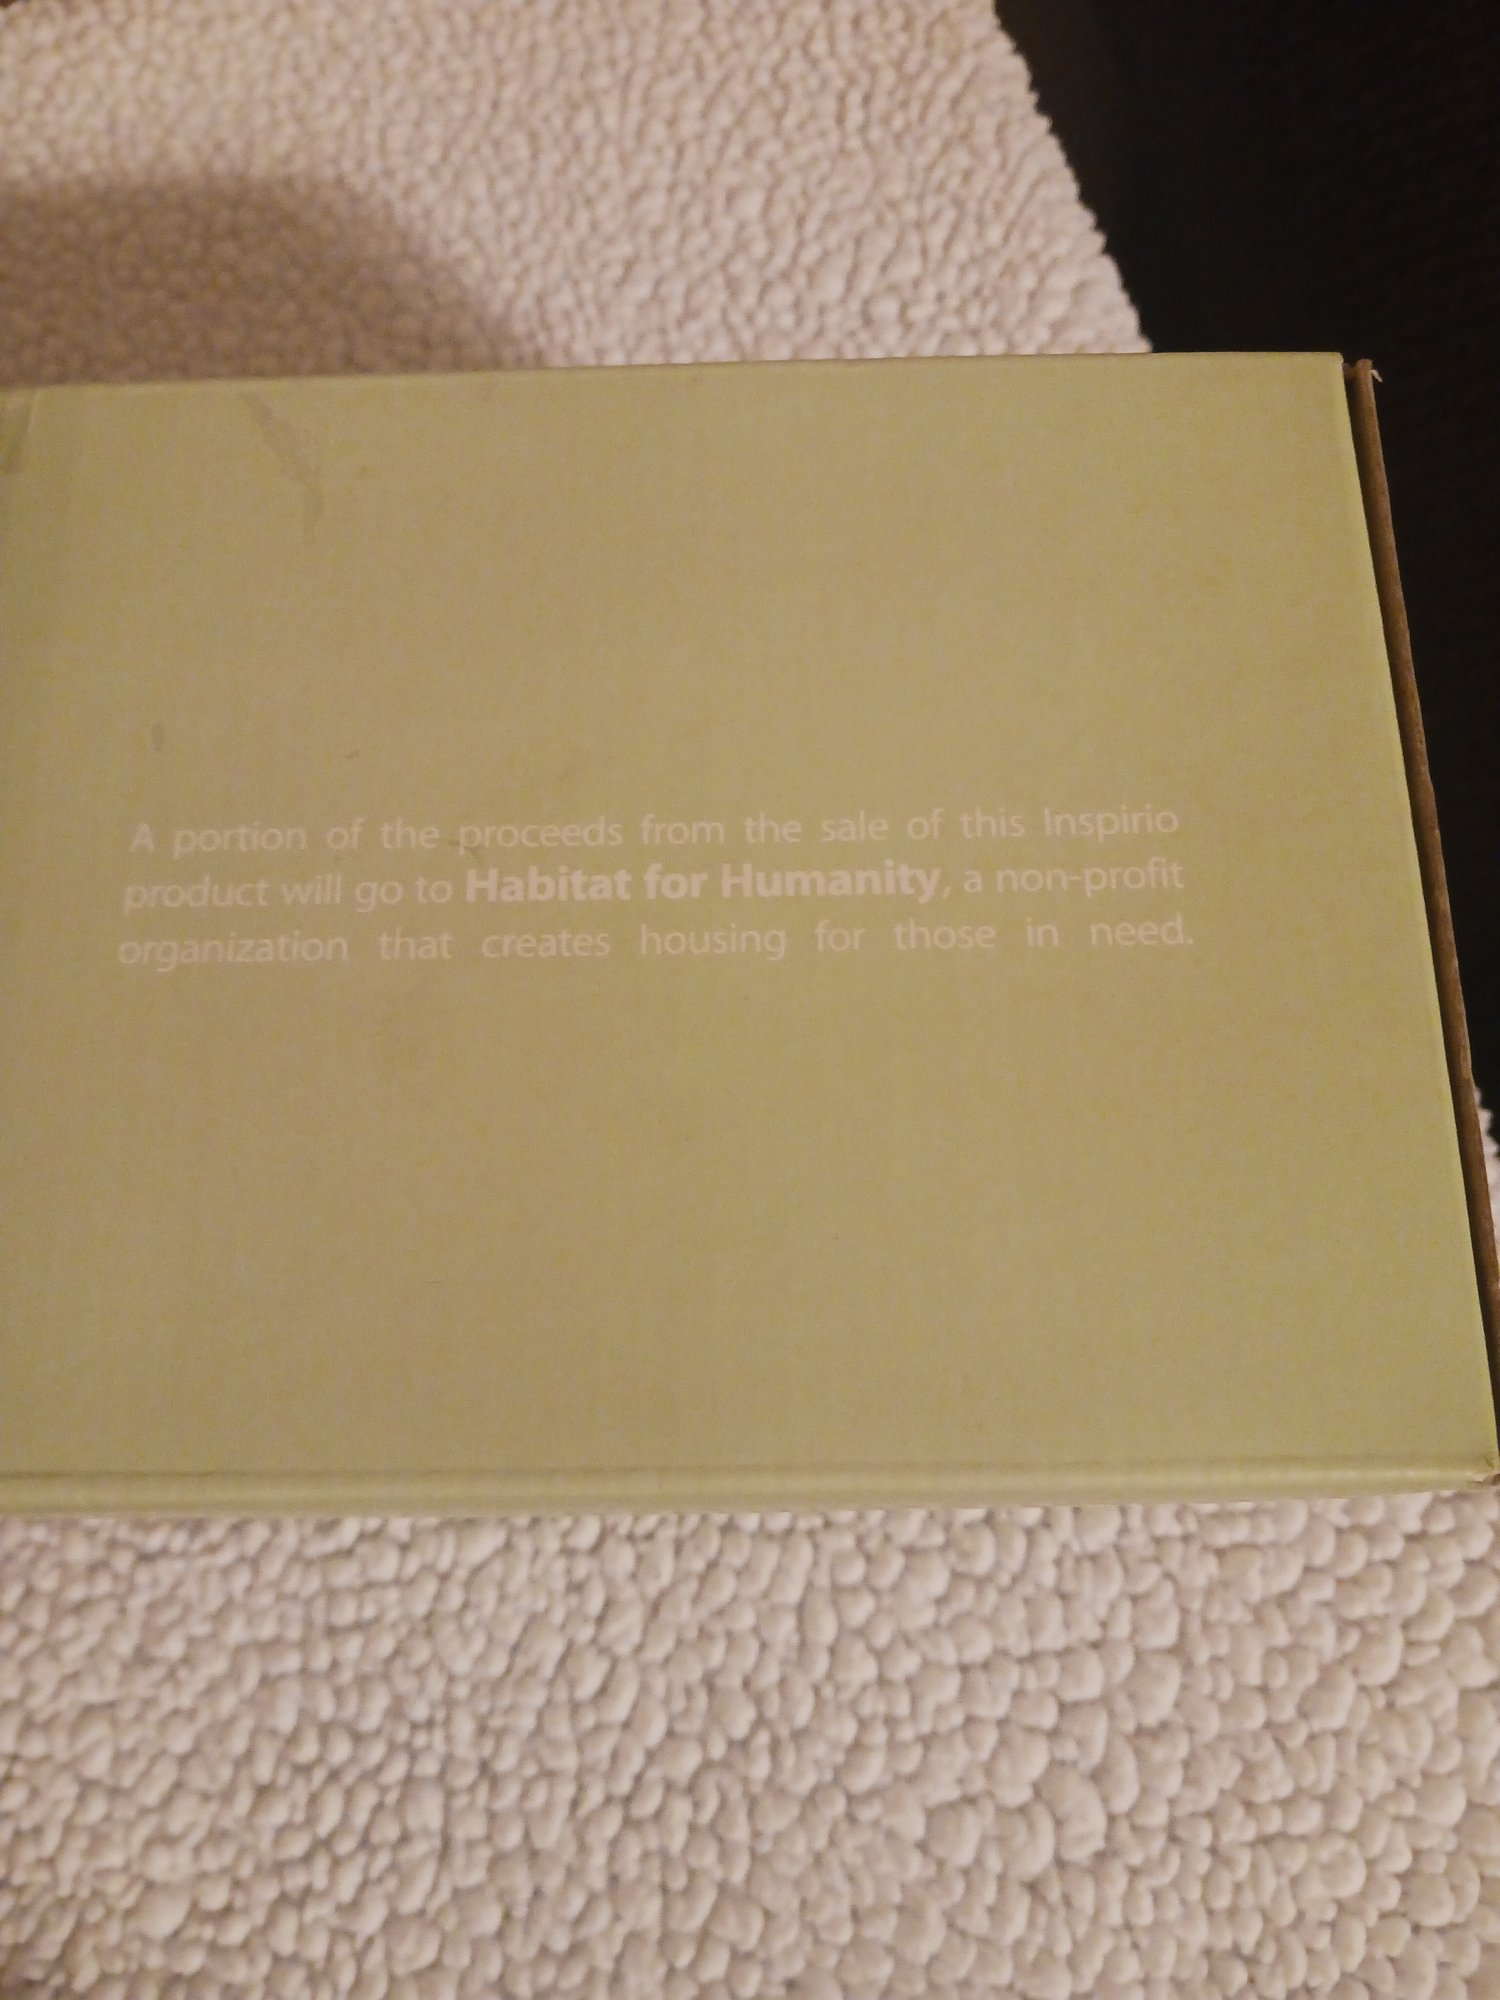 A portion of the proceeds from the sale of this Inspirio
product will go to Habitat for Humanity, a non-profit
organization that creates housing for those in need.